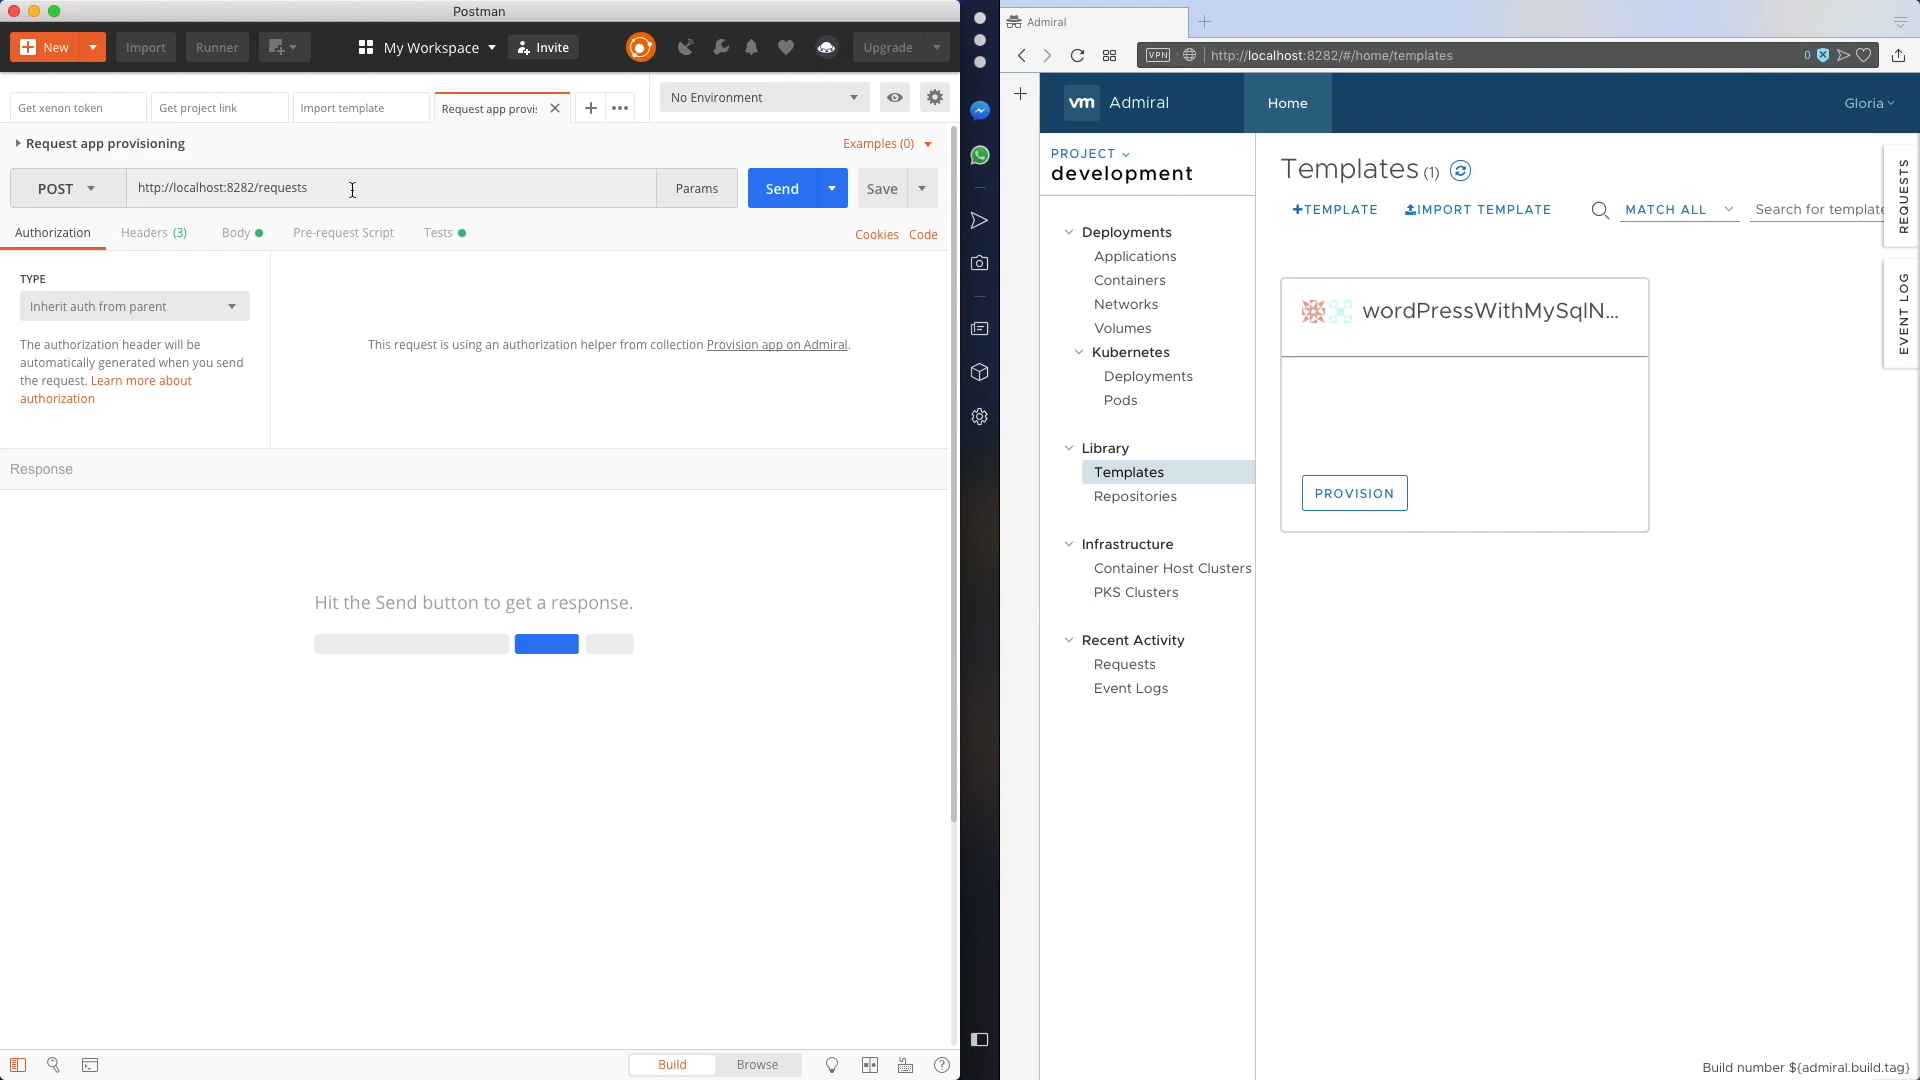 Postman
New
Import
Runner
My Workspace
Invite
Upgrade
Get xenon token
Get project link
Import template
Request app provis
No Environment
Request app provisioning
Examples (0)
POST
http://localhost:8282/requests
Params
Send
Save
Authorization
Headers (3)
Body
Pre-request Script
Tests
Cookies
Code
TYPE
Inherit auth from parent
The authorization header will be
automatically generated when you send
the request. Learn more about
authorization
This request is using an authorization helper from collection Provision app on Admiral.
Response
Hit the Send button to get a response.
Build
Browse
Admiral
VPN
http://localhost:8282/#/home/templates
0
vm
Admiral
Home
Gloria
PROJECT
development
Deployments
Applications
Containers
Networks
Volumes
Kubernetes
Deployments
Pods
Library
Templates
Repositories
Infrastructure
Container Host Clusters
PKS Clusters
Recent Activity
Requests
Event Logs
Templates (1)
+TEMPLATE
IMPORT TEMPLATE
MATCH ALL
Search for template
wordPressWithMySqlN...
PROVISION
REQUESTS
EVENT LOG
Build number ${admiral.build.tag}